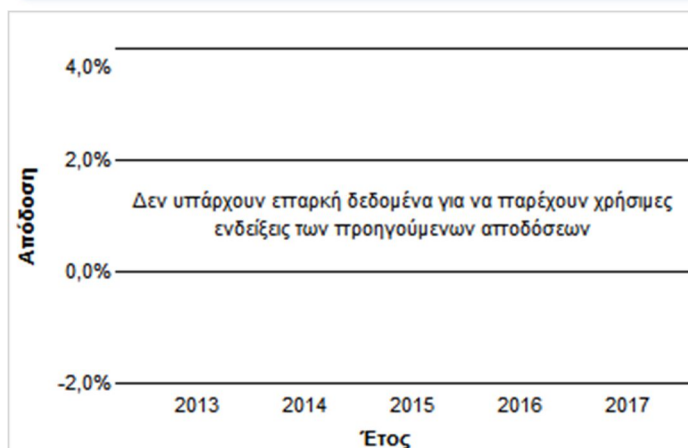 4,0%
2,0%
Απόδοση
Δεν υπάρχουν επαρκή δεδομένα για να παρέχουν χρήσιμες
ενδείξεις των προηγούμενων αποδόσεων
0,0%
-2,0%
2013 2014 2015 2016 2017
Έτος